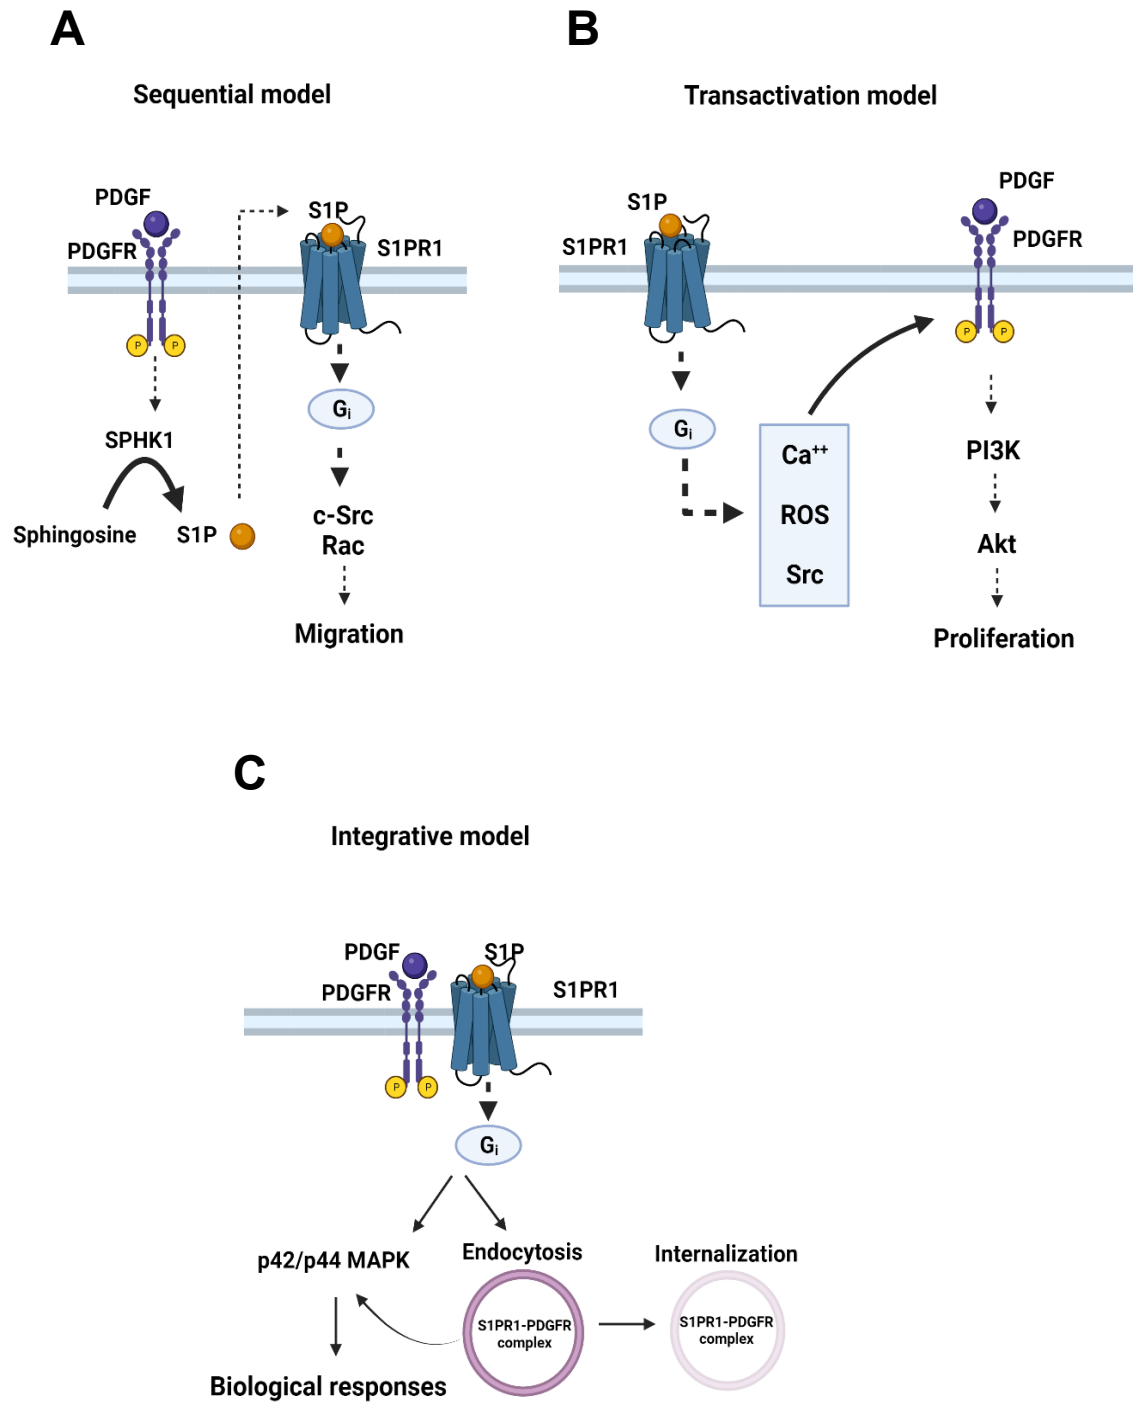 A
Sequential model
PDGF
PDGFR
S1P
S1PR1
P
P
SPHK1
Sphingosine
S1P
Gi
c-Src
Rac
Migration
B
Transactivation model
S1P
S1PR1
PDGF
PDGFR
P
P
Gi
Ca++
ROS
Src
PI3K
Akt
Proliferation
C
Integrative model
PDGF
PDGFR
S1P
S1PR1
P
P
Gi
p42/p44 MAPK
Endocytosis
Internalization
S1PR1-PDGFR
complex
S1PR1-PDGFR
complex
Biological responses